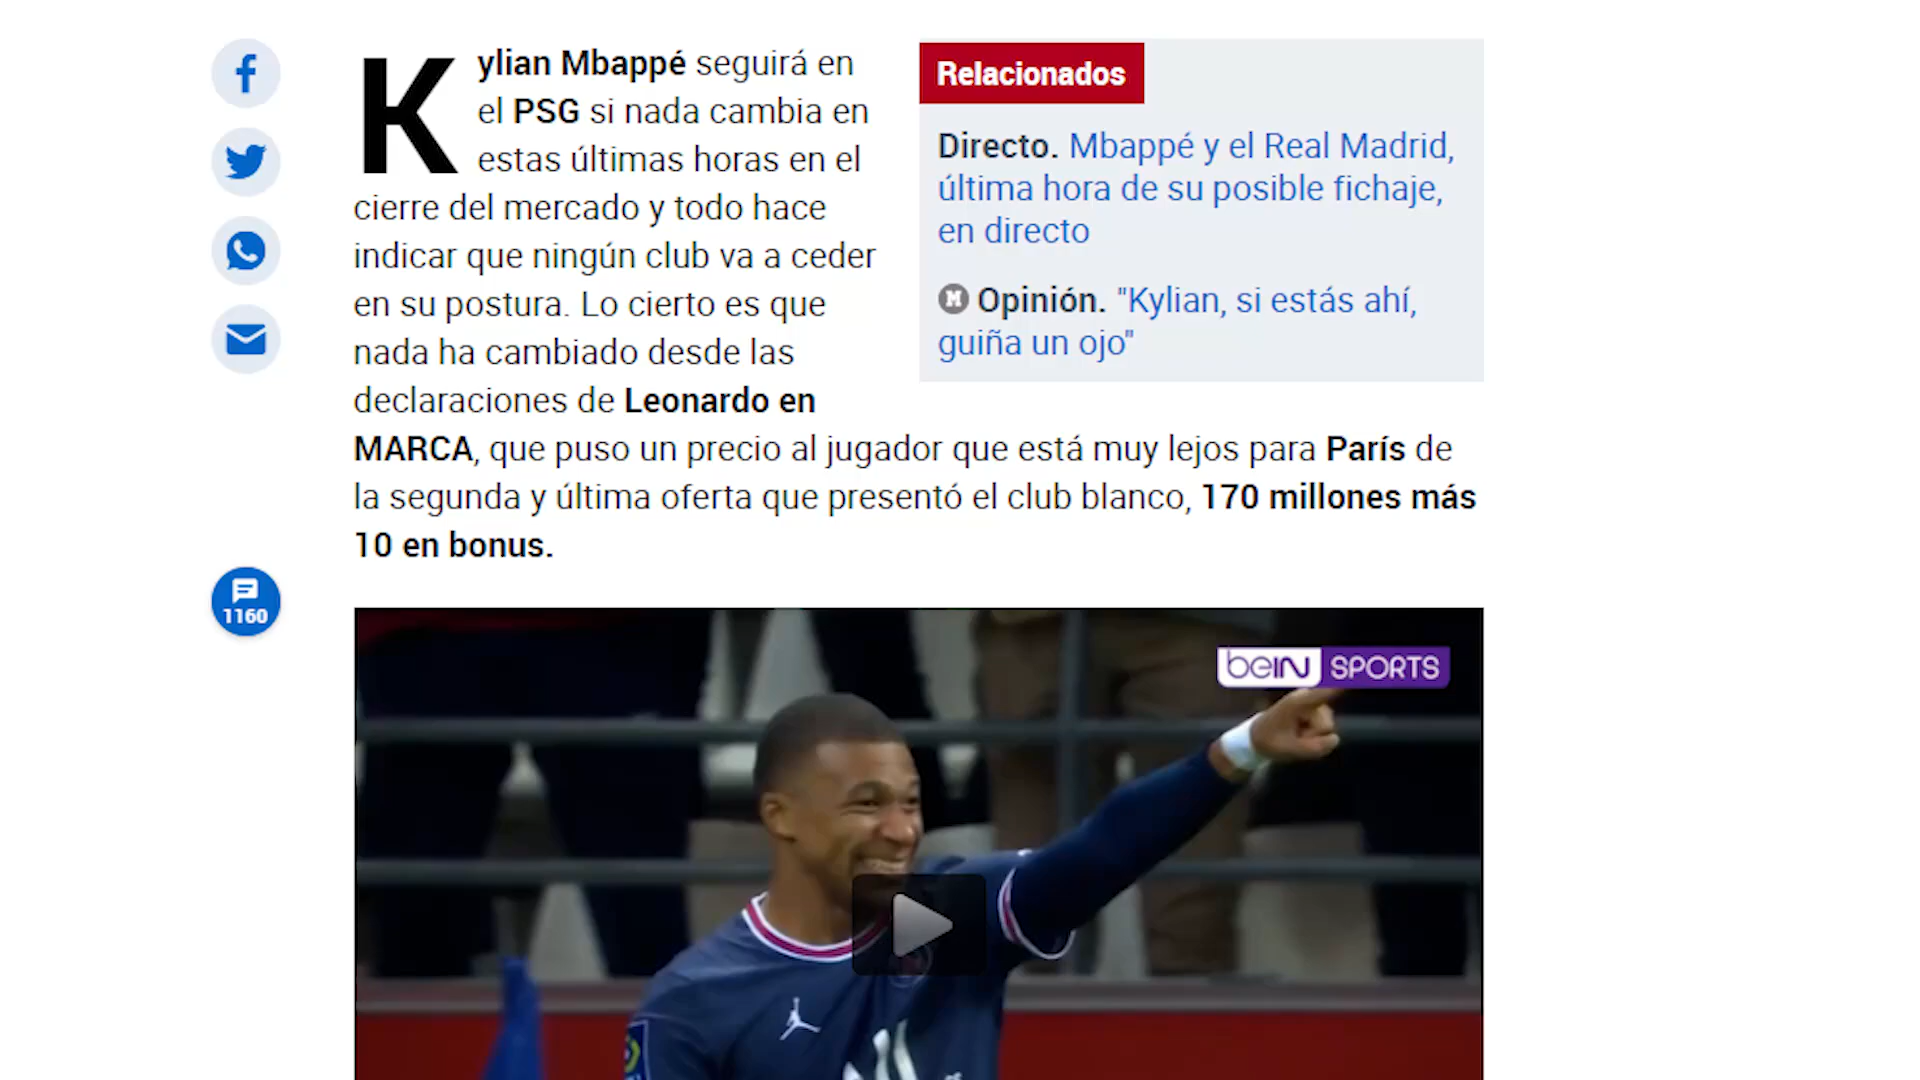 Kylian Mbappé seguirá en
el PSG si nada cambia en
estas últimas horas en el
cierre del mercado y todo hace
indicar que ningún club va a ceder
en su postura. Lo cierto es que
nada ha cambiado desde las
declaraciones de Leonardo en
MARCA, que puso un precio al jugador que está muy lejos para París de
la segunda y última oferta que presentó el club blanco, 170 millones más
10 en bonus.
Relacionados
Directo. Mbappé y el Real Madrid,
última hora de su posible fichaje,
en directo
M Opinión. "Kylian, si estás ahí,
guiña un ojo"
1160
beIN SPORTS